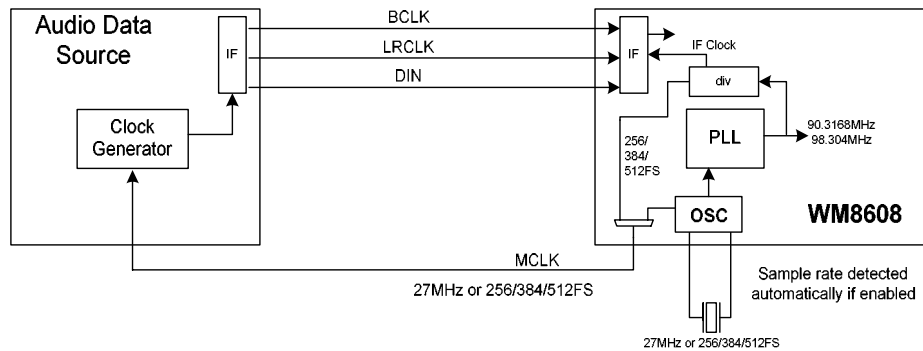 Audio Data
Source
IF
Clock
Generator
BCLK
LRCLK
DIN
IF
IF Clock
div
PLL
90.3168MHz
98.304MHz
256/
384/
512FS
OSC
WM8608
MCLK
27MHz or 256/384/512FS
Sample rate detected
automatically if enabled
27MHz or 256/384/512FS